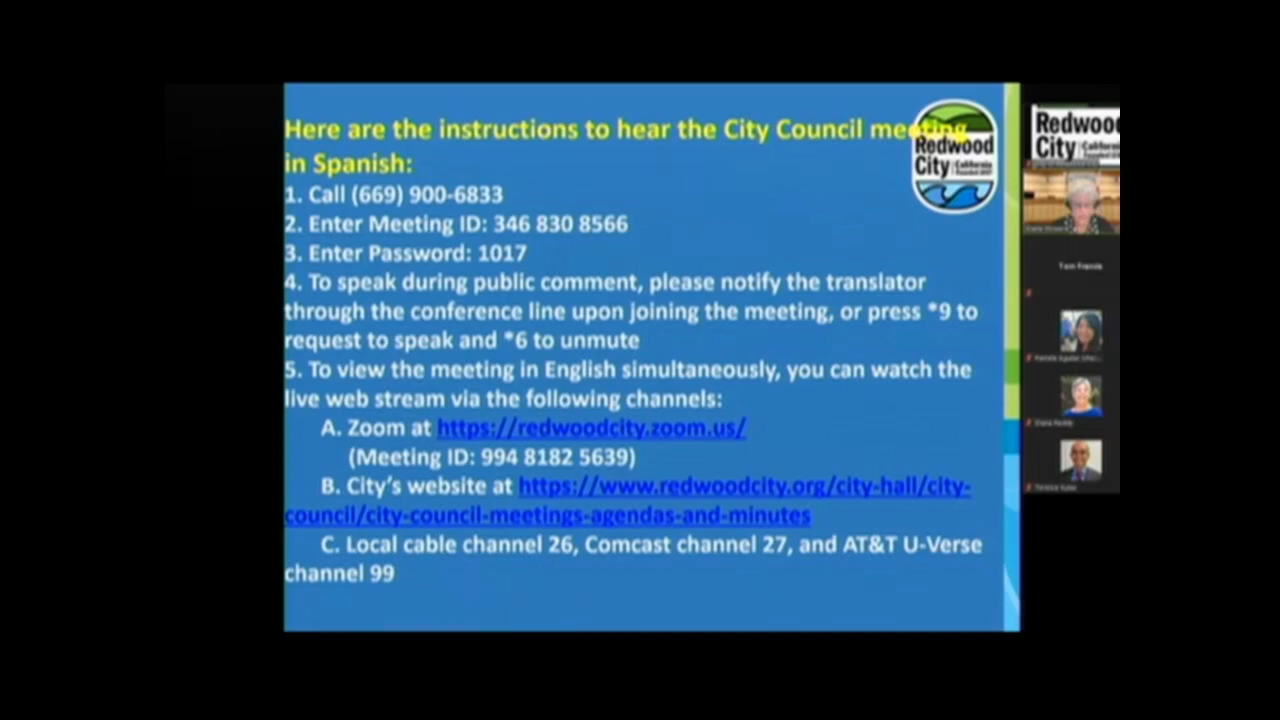 Here are the instructions to hear the City Council meeting
in Spanish:
1. Call (669) 900-6833
2. Enter Meeting ID: 346 830 8566
3. Enter Password: 1017
4. To speak during public comment, please notify the translator
through the conference line upon joining the meeting, or press *9 to
request to speak and *6 to unmute
5. To view the meeting in English simultaneously, you can watch the
live web stream via the following channels:
A. Zoom at https://redwoodcity.zoom.us/
(Meeting ID: 994 8182 5639)
B. City's website at https://www.redwoodcity.org/city-hall/city-
council/city-council-meetings-agendas-and-minutes
C. Local cable channel 26, Comcast channel 27, and AT&T U-Verse
channel 99
Redwood
City California
Redwood
City
Tom Francis
Diana Reddy